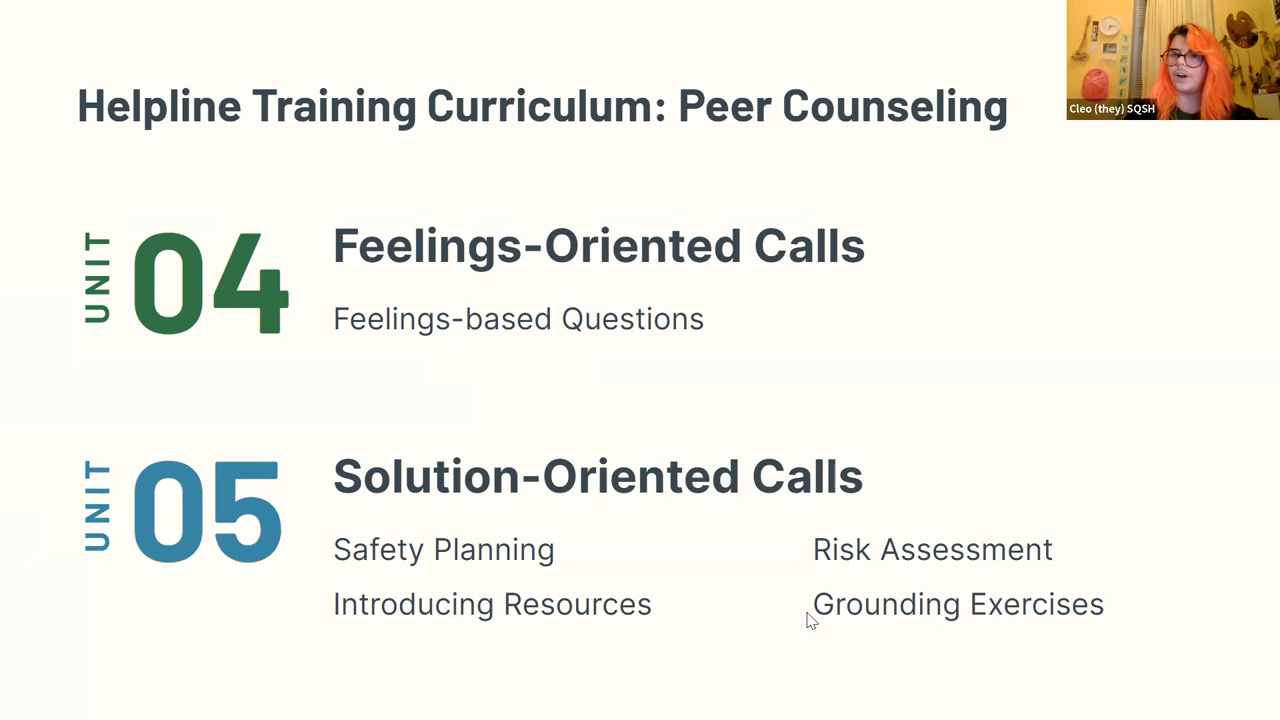 Helpline Training Curriculum: Peer Counseling
Cleo (they) SQSH
UNIT 04
Feelings-Oriented Calls
Feelings-based Questions
UNIT 05
Solution-Oriented Calls
Safety Planning
Risk Assessment
Introducing Resources
Grounding Exercises